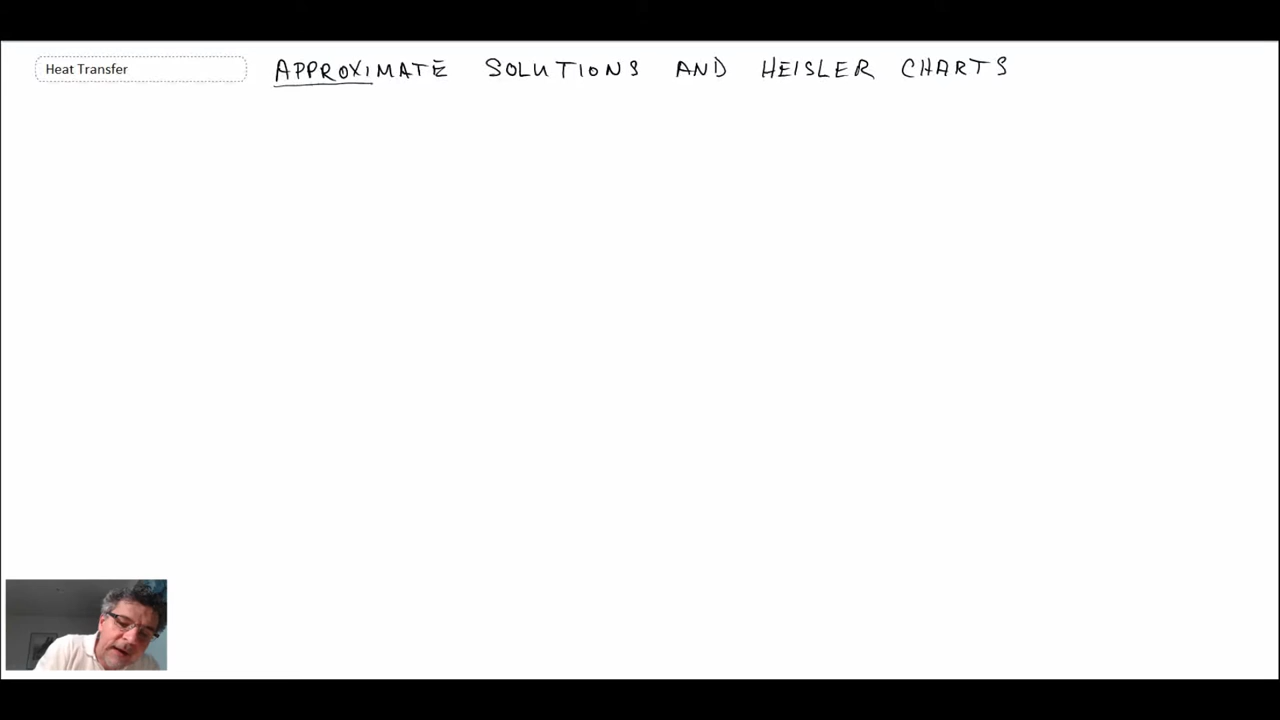 Heat Transfer
APPROXIMATE SOLUTIONS AND HEISLER CHARTS